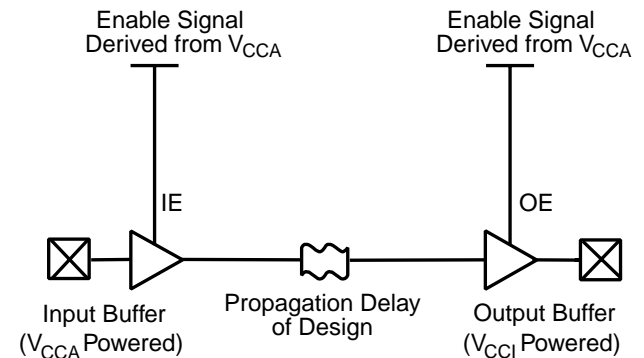 Enable Signal
Derived from VCCA
Enable Signal
Derived from VCCA
IE
OE
Input Buffer
(VCCA Powered)
Propagation Delay
of Design
Output Buffer
(VCCI Powered)